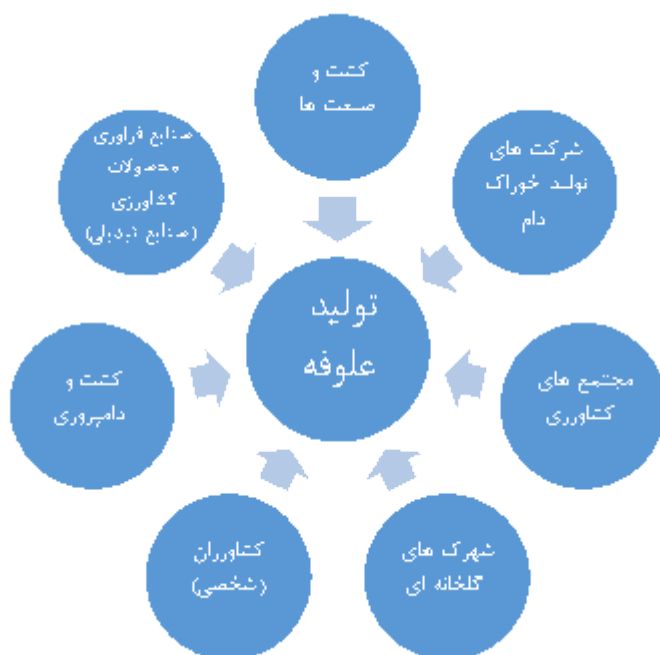 کشت و
صنعت ها
شرکت های
تولید خوراک
دام
مجتمع های
کشاورزی
شهرک های
گلخانه ای
کشاورزان
(شخصی)
کشت و
دامپروری
صنایع فرآوری
محصولات
کشاورزی
(صنایع تبدیلی)
تولید
علوفه